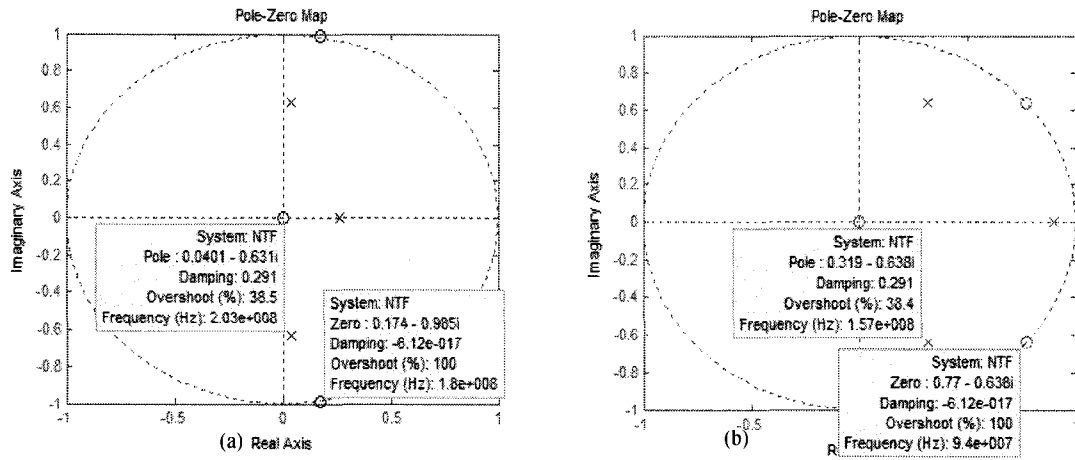 Pole-Zero Map
1
0.8
0.6
0.4
0.2
0
-0.2
-0.4
-0.6
-0.8
-1
Imaginary Axis
System: NTF
Pole : 0.0401 - 0.631i
Damping: 0.291
Overshoot (%): 38.5
Frequency (Hz): 2.03e+008
System: NTF
Zero : 0.174 - 0.985i
Damping: -6.12e-017
Overshoot (%): 100
Frequency (Hz): 1.8e+008
-1
-0.5
0
0.5
1
(a)
Real Axis
Pole-Zero Map
1
0.8
0.6
0.4
0.2
0
-0.2
-0.4
-0.6
-0.8
-1
Imaginary Axis
System: NTF
Pole : 0.319 - 0.638i
Damping: 0.291
Overshoot (%): 38.4
Frequency (Hz): 1.57e+008
System: NTF
Zero : 0.77 - 0.638i
Damping: -6.12e-017
Overshoot (%): 100
Frequency (Hz): 9.4e+007
-1
-0.5
(b)
R